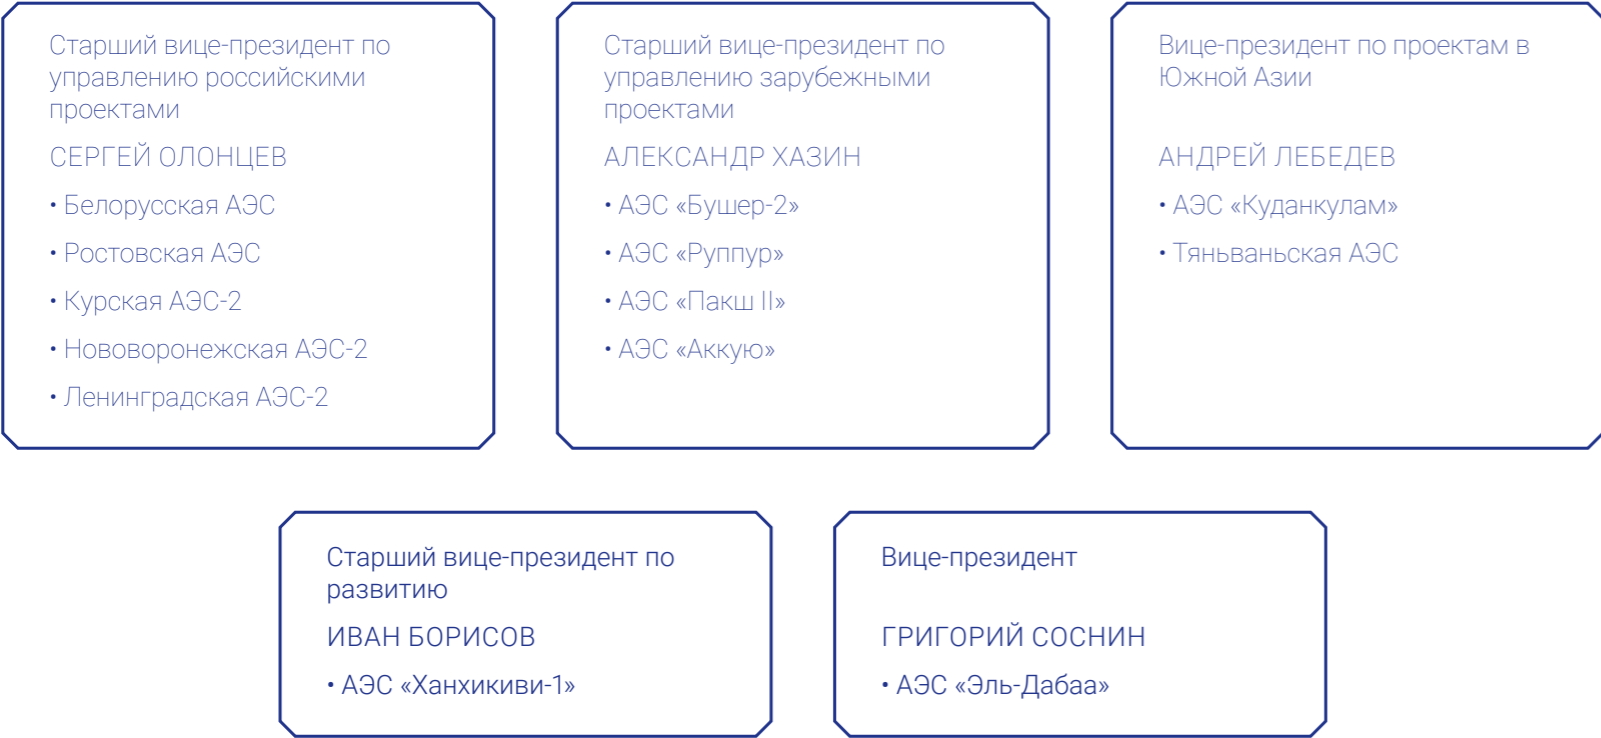 Старший вице-президент по
управлению российскими
проектами
СЕРГЕЙ ОЛОНЦЕВ
• Белорусская АЭС
• Ростовская АЭС
• Курская АЭС-2
• Нововоронежская АЭС-2
• Ленинградская АЭС-2
Старший вице-президент по
управлению зарубежными
проектами
АЛЕКСАНДР ХАЗИН
• АЭС «Бушер-2»
• АЭС «Руппур»
• АЭС «Пакш II»
• АЭС «Аккую»
Вице-президент по проектам в
Южной Азии
АНДРЕЙ ЛЕБЕДЕВ
• АЭС «Куданкулам»
• Тяньваньская АЭС
Старший вице-президент по
развитию
ИВАН БОРИСОВ
• АЭС «Ханхикиви-1»
Вице-президент
ГРИГОРИЙ СОСНИН
• АЭС «Эль-Дабаа»